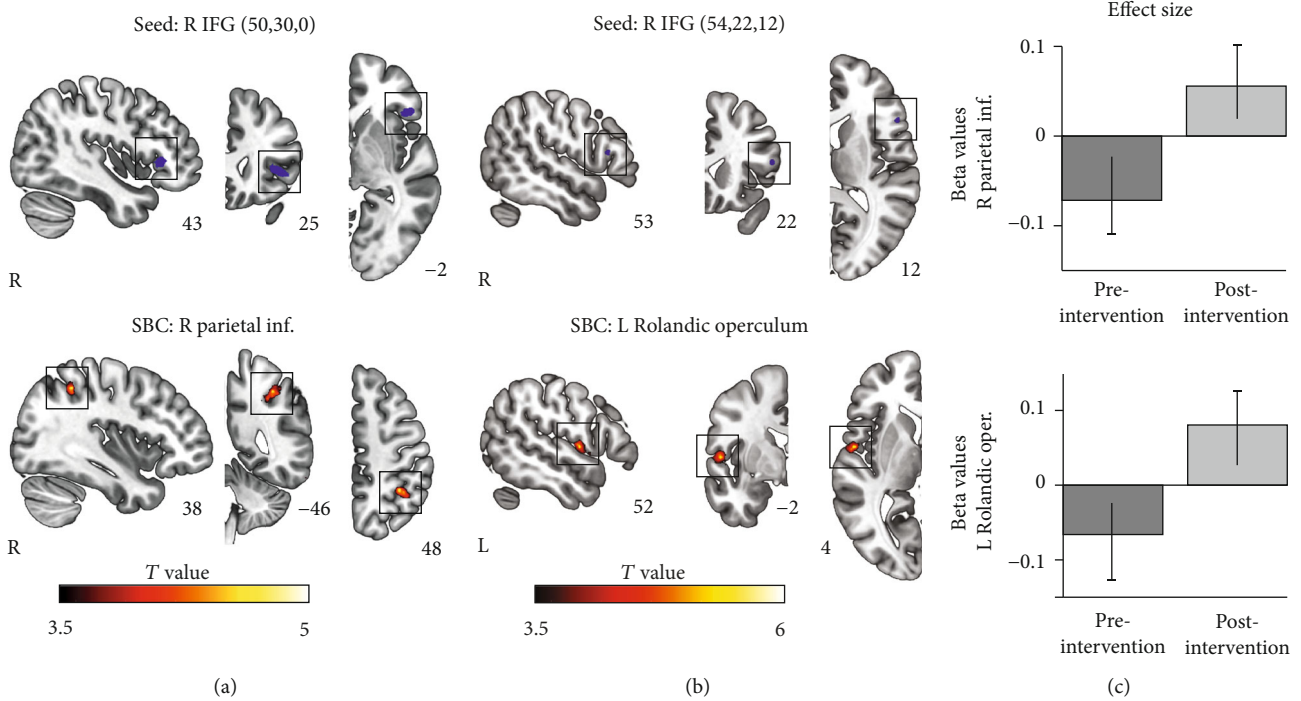 Seed: R IFG (50,30,0)
43
25
−2
R
SBC: R parietal inf.
38
−46
48
R
T value
3.5
5
(a)
Seed: R IFG (54,22,12)
53
22
12
R
SBC: L Rolandic operculum
52
−2
4
L
T value
3.5
6
(b)
Effect size
Beta values
R parietal inf.
0.1
0
−0.1
Pre-
intervention
Post-
intervention
Beta values
L Rolandic oper.
0.1
0
−0.1
Pre-
intervention
Post-
intervention
(c)